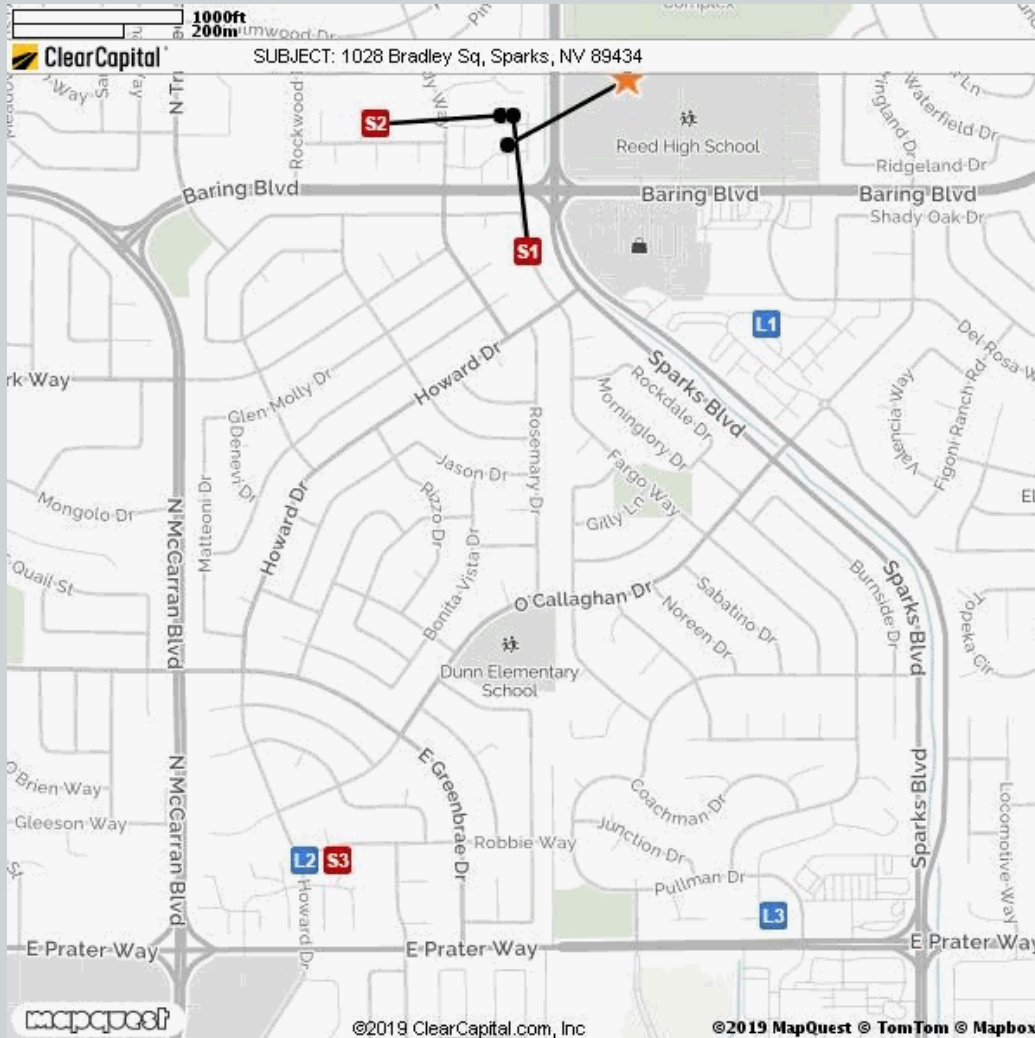 1000ft
200m
Complex
ClearCapital
SUBJECT: 1028 Bradley Sq, Sparks, NV 89434
S2
Reed High School
Waterfield Dr
Ridgeland Dr
Baring Blvd
Baring Blvd
Baring Blvd
Shady Oak Dr
S1
L1
Howard Dr
Glen Molly Dr
Sparks Blvd
Rockdale Dr
Morninglory Dr
Valencia Way
Figoni Ranch Rd
Denevi Dr
Matteoni Dr
Rosemary Dr
Jason Dr
Rizzo Dr
Fargo Way
Gilly Ln
Mongolo Dr
N McCarran Blvd
Howard Dr
Quail St
Bonita Vista Dr
O'Callaghan Dr
Sabatino Dr
Noreen Dr
Burnside Dr
Sparks Blvd
Topeka Cir
Dunn Elementary
School
O'Brien Way
Gleeson Way
N McCarran Blvd
E Greenbrae Dr
Coachman Dr
Sparks Blvd
Locomotive Way
Robbie Way
Junction Dr
L2
S3
Pullman Dr
L3
Howard Dr
E Prater Way
E Prater Way
E Prater Way
mapquest
©2019 ClearCapital.com, Inc
©2019 MapQuest © TomTom © Mapbox